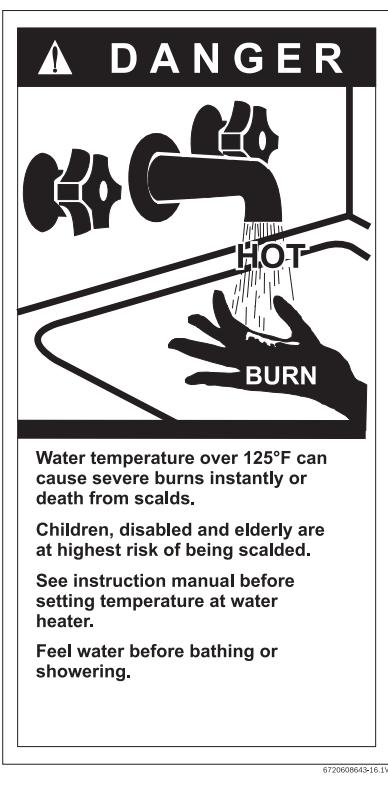 DANGER
HOT
BURN
Water temperature over 125°F can
cause severe burns instantly or
death from scalds.
Children, disabled and elderly are
at highest risk of being scalded.
See instruction manual before
setting temperature at water
heater.
Feel water before bathing or
showering.
6720608643-16.1V